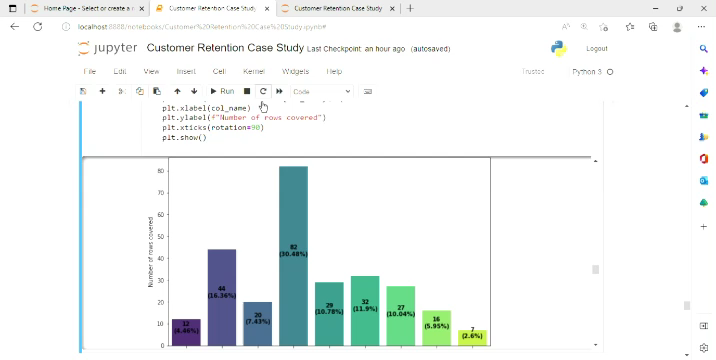 Home Page - Select or create a n
Customer Retention Case Study
Customer Retention Case Study
localhost:8888/notebooks/Customer%20Retention%20Case%20Study.ipynb#
jupyter Customer Retention Case Study Last Checkpoint: an hour ago (autosaved)
Logout
File Edit View Insert Cell Kernel Widgets Help
Trusted
Python 3
Run
Code
plt.xlabel(col_name)
plt.ylabel(f"Number of rows covered")
plt.xticks(rotation=90)
plt.show()
Number of rows covered
80
70
60
50
40
30
20
10
0
12
(4.46%)
44
(16.36%)
20
(7.43%)
82
(30.48%)
29
(10.78%)
32
(11.9%)
27
(10.04%)
16
(5.95%)
7
(2.6%)